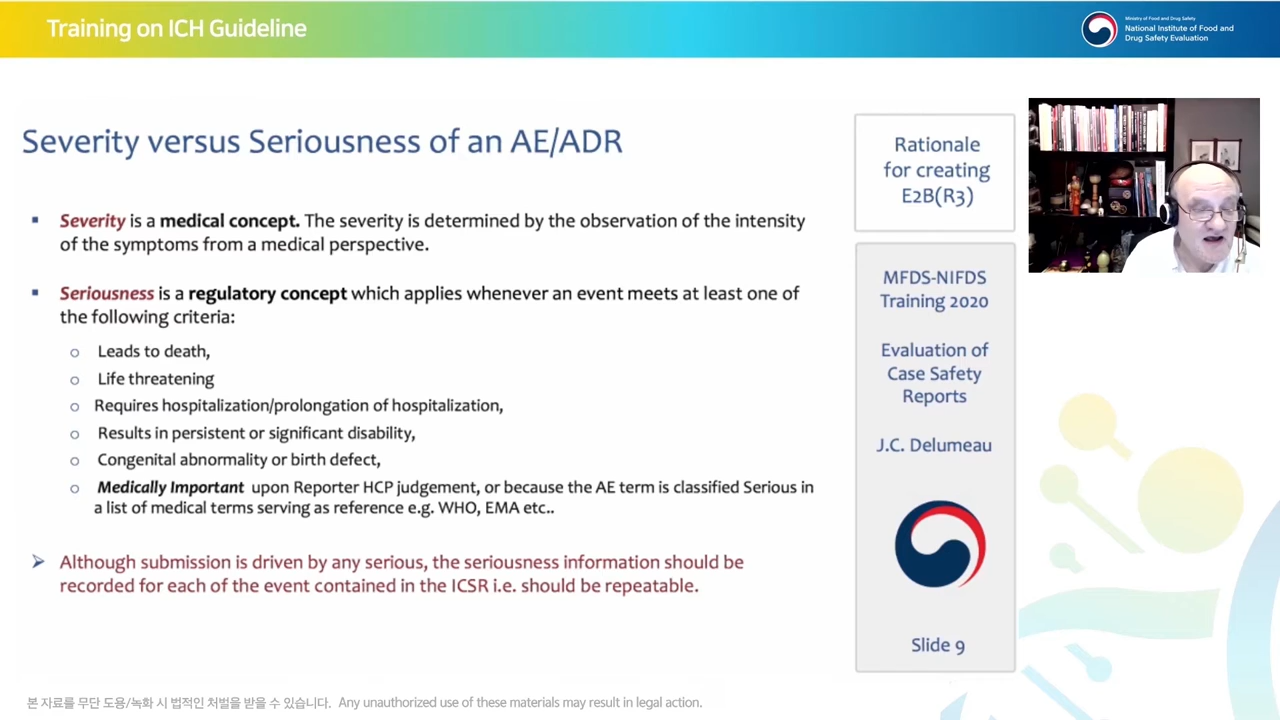 Training on ICH Guideline
Ministry of Food and Drug Safety
National Institute of Food and
Drug Safety Evaluation
Severity versus Seriousness of an AE/ADR
▪ Severity is a medical concept. The severity is determined by the observation of the intensity
of the symptoms from a medical perspective.
▪ Seriousness is a regulatory concept which applies whenever an event meets at least one of
the following criteria:
o Leads to death,
o Life threatening
o Requires hospitalization/prolongation of hospitalization,
o Results in persistent or significant disability,
o Congenital abnormality or birth defect,
o Medically Important upon Reporter HCP judgement, or because the AE term is classified Serious in
a list of medical terms serving as reference e.g. WHO, EMA etc..
➢ Although submission is driven by any serious, the seriousness information should be
recorded for each of the event contained in the ICSR i.e. should be repeatable.
Rationale
for creating
E2B(R3)
MFDS-NIFDS
Training 2020
Evaluation of
Case Safety
Reports
J.C. Delumeau
Slide 9
본 자료를 무단 도용/녹화 시 법적인 처벌을 받을 수 있습니다. Any unauthorized use of these materials may result in legal action.